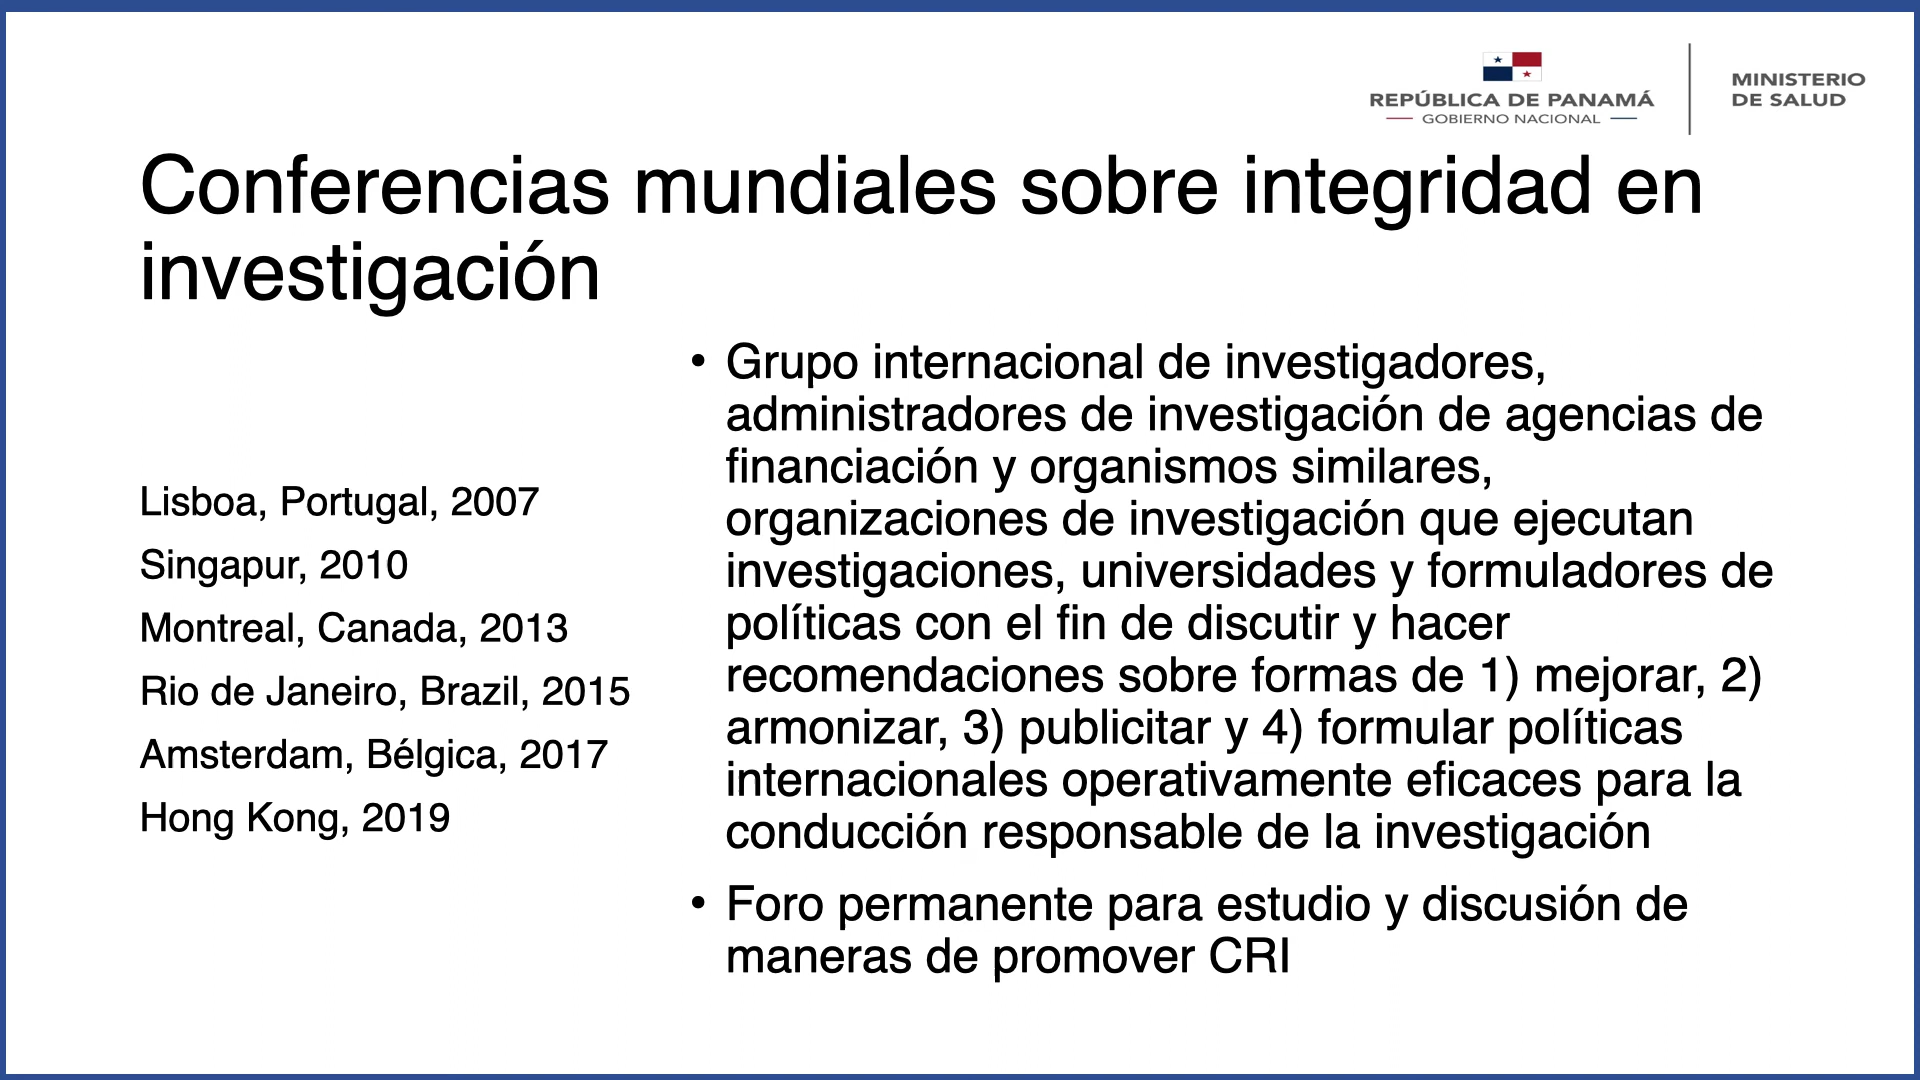 REPÚBLICA DE PANAMÁ
GOBIERNO NACIONAL
MINISTERIO
DE SALUD
Conferencias mundiales sobre integridad en
investigación
Lisboa, Portugal, 2007
Singapur, 2010
Montreal, Canada, 2013
Rio de Janeiro, Brazil, 2015
Amsterdam, Bélgica, 2017
Hong Kong, 2019
• Grupo internacional de investigadores,
administradores de investigación de agencias de
financiación y organismos similares,
organizaciones de investigación que ejecutan
investigaciones, universidades y formuladores de
políticas con el fin de discutir y hacer
recomendaciones sobre formas de 1) mejorar, 2)
armonizar, 3) publicitar y 4) formular políticas
internacionales operativamente eficaces para la
conducción responsable de la investigación
• Foro permanente para estudio y discusión de
maneras de promover CRI